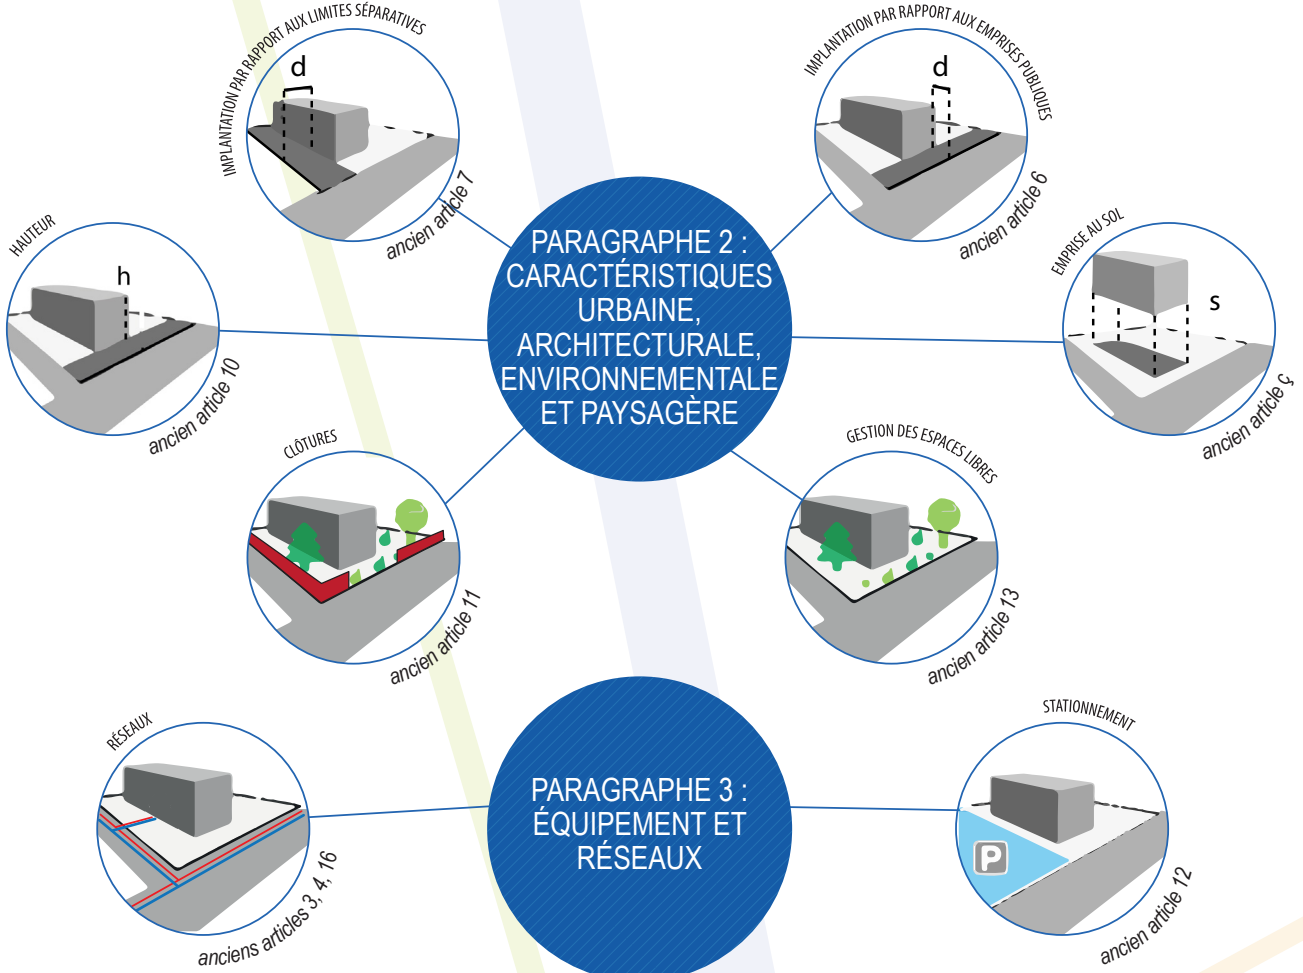 IMPLANTATION PAR RAPPORT AUX LIMITES SÉPARATIVES
d
ancien article 7
IMPLANTATION PAR RAPPORT AUX EMPRISES PUBLIQUES
d
ancien article 6
HAUTEUR
h
ancien article 10
PARAGRAPHE 2 :
CARACTÉRISTIQUES
URBAINE,
ARCHITECTURALE,
ENVIRONNEMENTALE
ET PAYSAGÈRE
EMPRISE AU SOL
s
ancien article ç
CLÔTURES
ancien article 11
GESTION DES ESPACES LIBRES
ancien article 13
RÉSEAUX
anciens articles 3, 4, 16
PARAGRAPHE 3 :
ÉQUIPEMENT ET
RÉSEAUX
STATIONNEMENT
P
ancien article 12